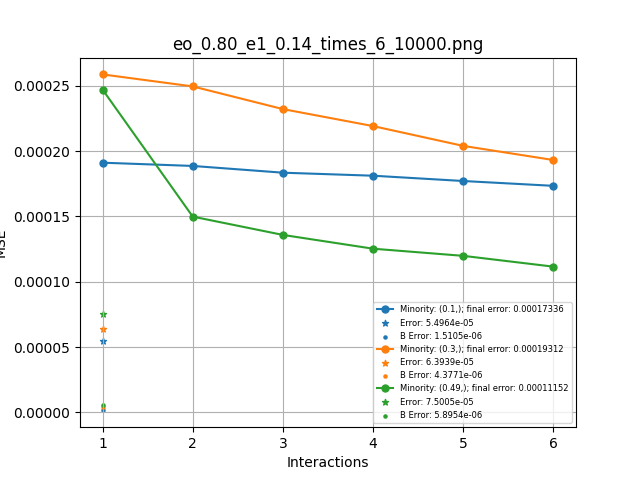 eo_0.80_e1_0.14_times_6_10000.png
MSE
0.00025
0.00020
0.00015
0.00010
0.00005
0.00000
Minority: (0.1,); final error: 0.00017336
Error: 5.4964e-05
B Error: 1.5105e-06
Minority: (0.3,); final error: 0.00019312
Error: 6.3939e-05
B Error: 4.3771e-06
Minority: (0.49,); final error: 0.00011152
Error: 7.5005e-05
B Error: 5.8954e-06
1 2 3 4 5 6
Interactions